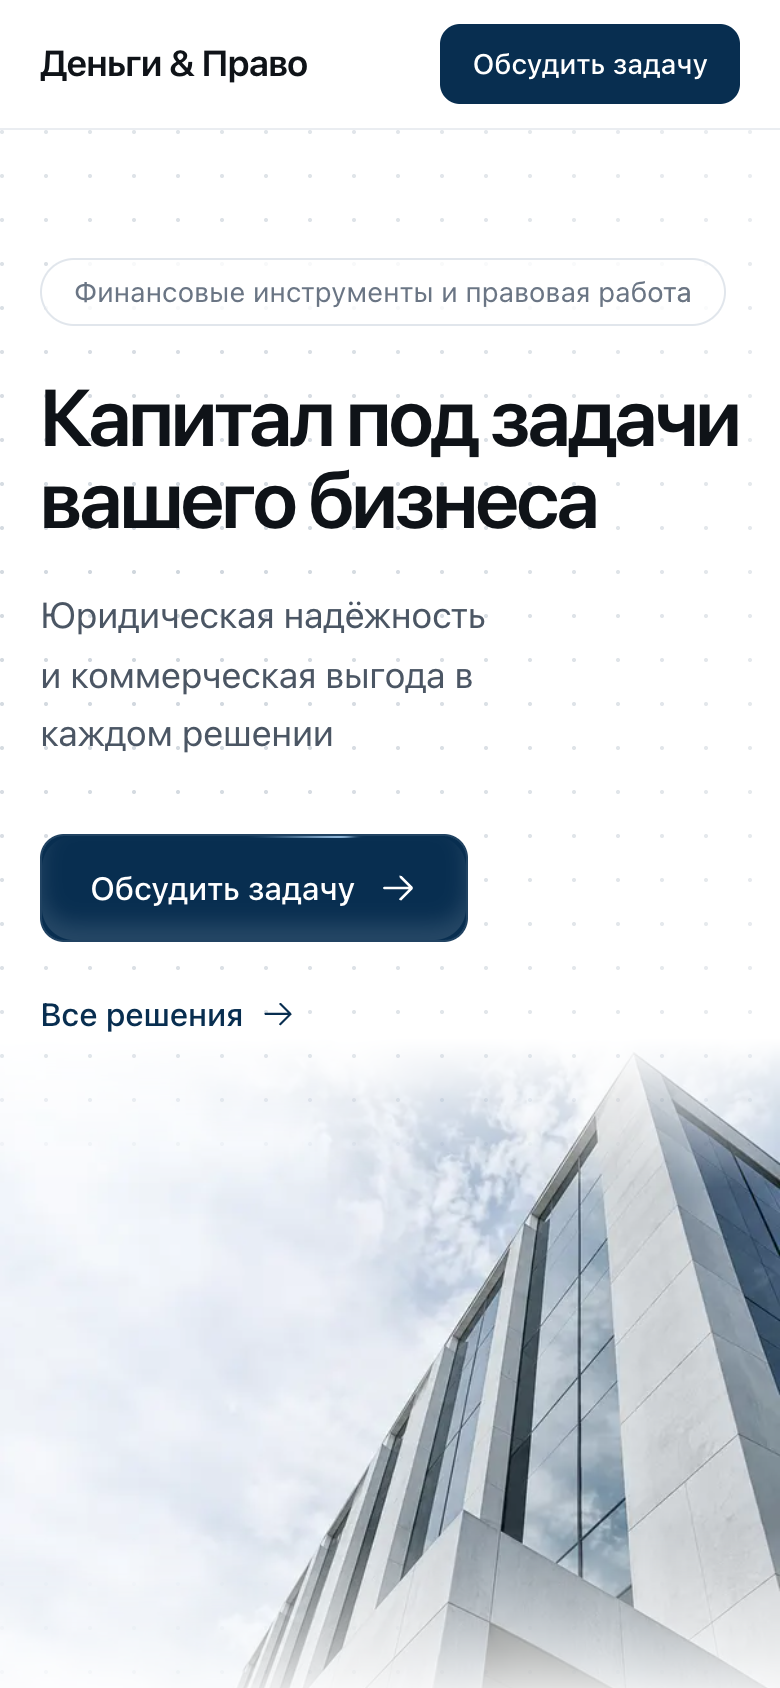 Деньги & Право
Обсудить задачу
Финансовые инструменты и правовая работа
Капитал под задачи
вашего бизнеса
Юридическая надёжность
и коммерческая выгода в
каждом решении
Обсудить задачу →
Все решения →